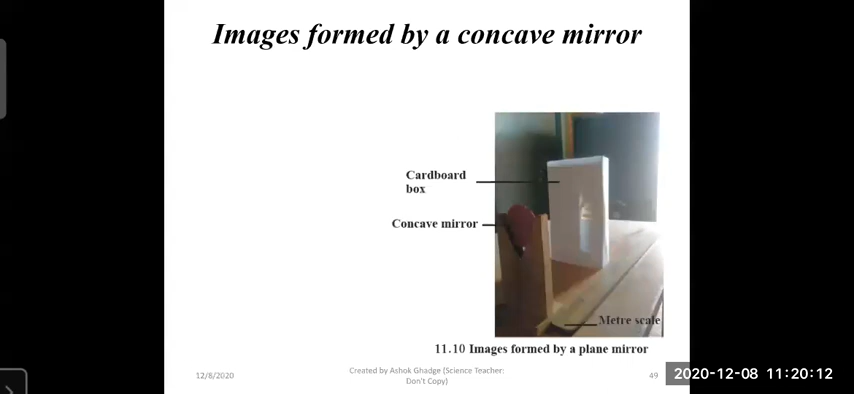 Images formed by a concave mirror
Cardboard
box
Concave mirror
Metre scale
11.10 Images formed by a plane mirror
12/8/2020
Created by Ashok Ghadge (Science Teacher:
Don't Copy)
49
2020-12-08 11:20:12